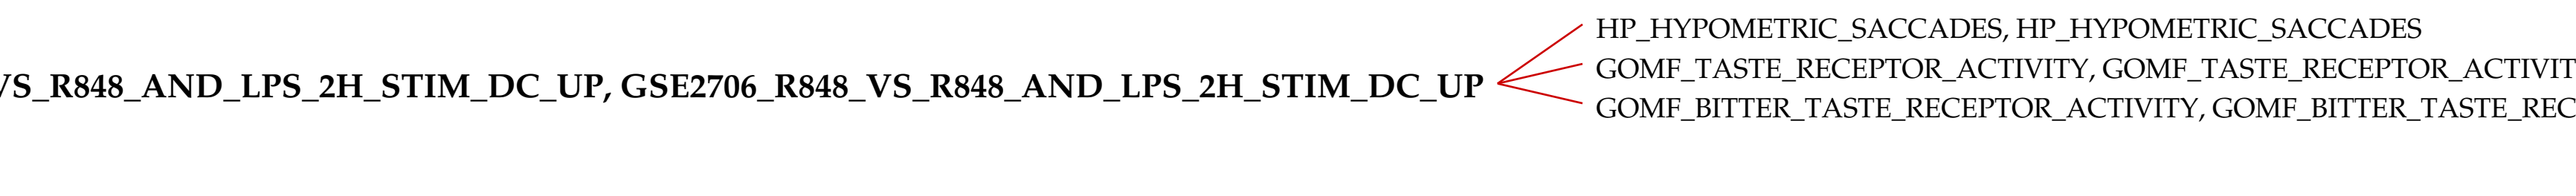 VS_R848_AND_LPS_2H_STIM_DC_UP, GSE2706_R848_VS_R848_AND_LPS_2H_STIM_DC_UP
HP_HYPOMETRIC_SACCADES, HP_HYPOMETRIC_SACCADES
GOMF_TASTE_RECEPTOR_ACTIVITY, GOMF_TASTE_RECEPTOR_ACTIVIT
GOMF_BITTER_TASTE_RECEPTOR_ACTIVITY, GOMF_BITTER_TASTE_REC